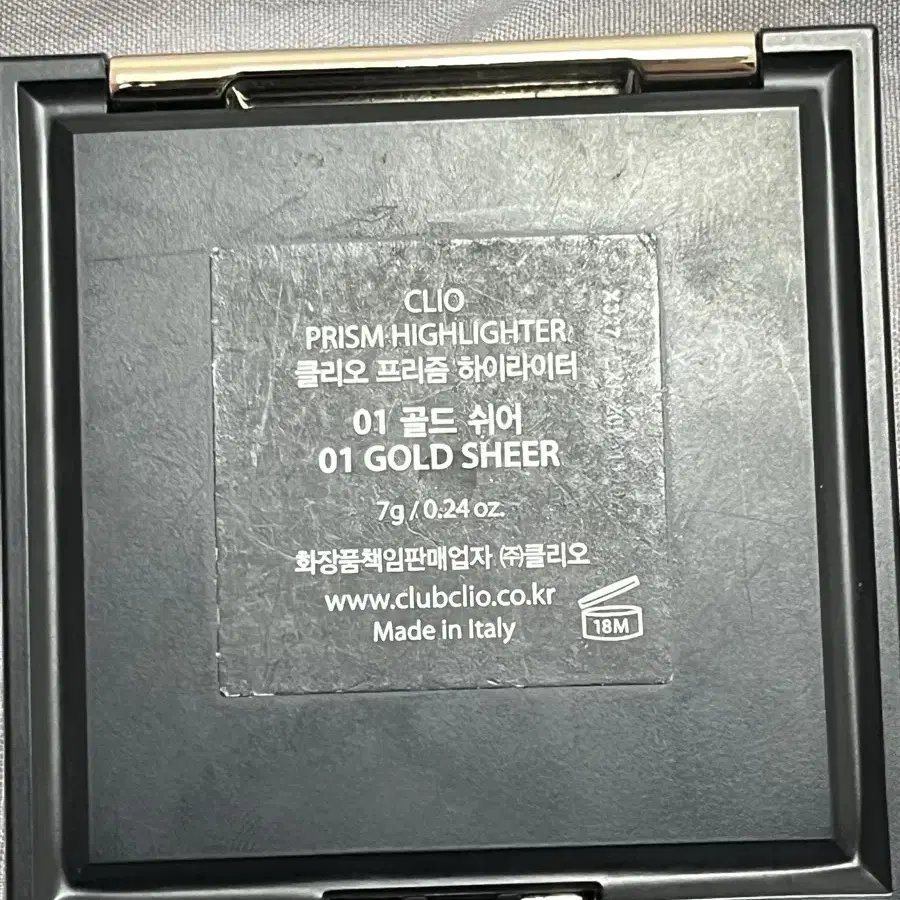 CLIO
PRISM HIGHLIGHTER
클리오 프리즘 하이라이터
01 골드 쉬어
01 GOLD SHEER
7g / 0.24 oz.
화장품책임판매업자 ㈜클리오
www.clubclio.co.kr
Made in Italy
18M